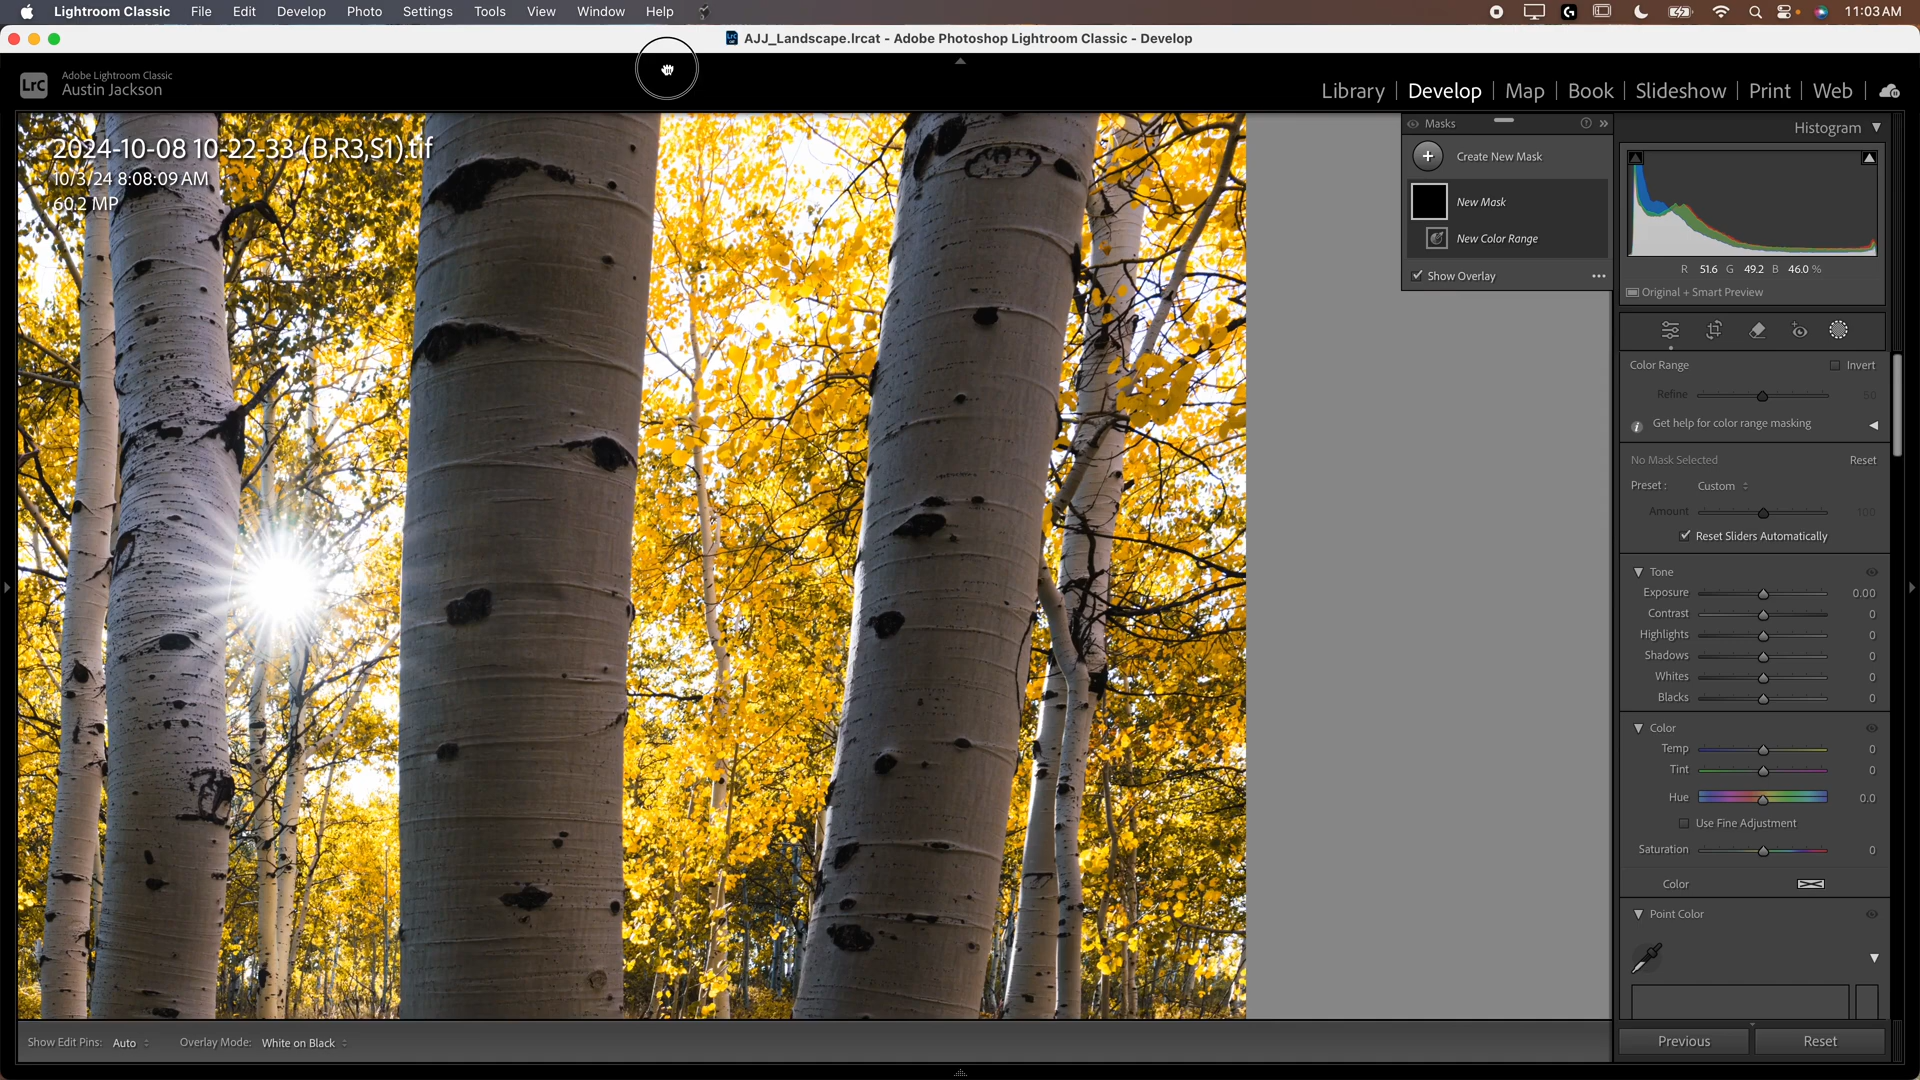 Lightroom Classic File Edit Develop Photo Settings Tools View Window Help 11:03 AM
LrC AJJ_Landscape.lrcat - Adobe Photoshop Lightroom Classic - Develop
LrC
Adobe Lightroom Classic
Austin Jackson
Library | Develop | Map | Book | Slideshow | Print | Web
2024-10-08 10-22-33 (B,R3,S1).tif
10/3/24 8:08:09 AM
60.2 MP
Masks
Create New Mask
New Mask
New Color Range
Show Overlay
Histogram
R 51.6 G 49.2 B 46.0 %
Original + Smart Preview
Color Range Invert
Refine 50
Get help for color range masking
No Mask Selected Reset
Preset : Custom
Amount 100
Reset Sliders Automatically
Tone
Exposure 0.00
Contrast 0
Highlights 0
Shadows 0
Whites 0
Blacks 0
Color
Temp 0
Tint 0
Hue 0.0
Use Fine Adjustment
Saturation 0
Color
Point Color
Previous Reset
Show Edit Pins: Auto Overlay Mode: White on Black